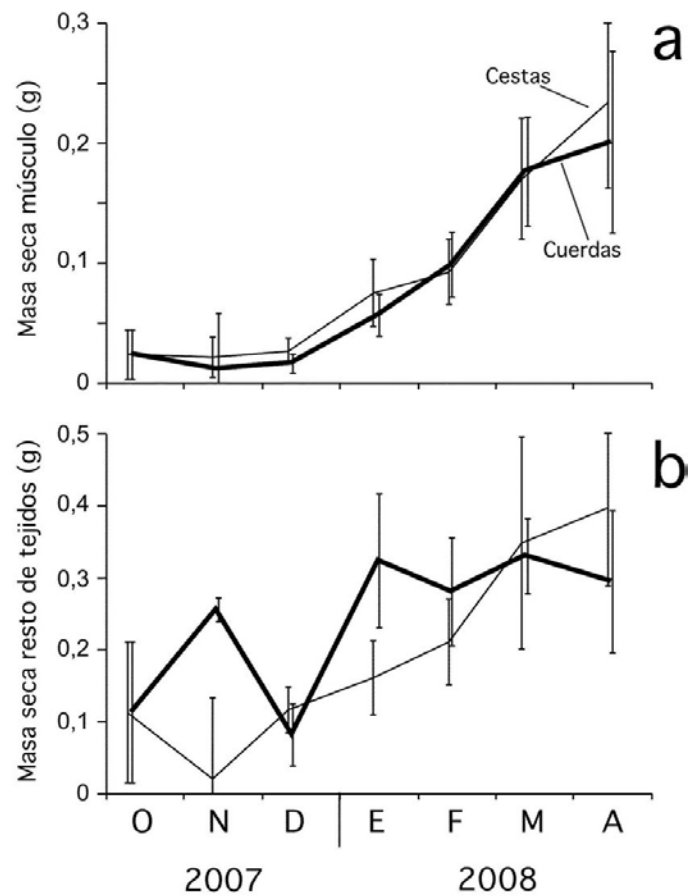 0,3
a
Cestas
0,2
Cuerdas
0,1
0
Masa seca músculo (g)
0,5
b
0,4
0,3
0,2
0,1
0
Masa seca resto de tejidos (g)
O N D E F M A
2007 2008